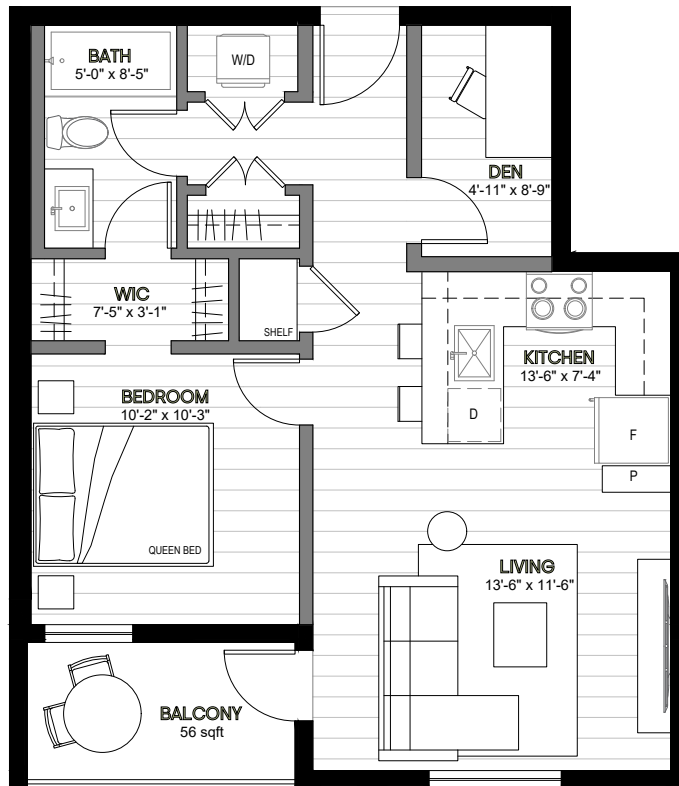 BATH
5'-0" x 8'-5"
W/D
DEN
4'-11" x 8'-9"
WIC
7'-5" x 3'-1"
SHELF
KITCHEN
13'-6" x 7'-4"
BEDROOM
10'-2" x 10'-3"
D
F
P
QUEEN BED
LIVING
13'-6" x 11'-6"
BALCONY
56 sqft